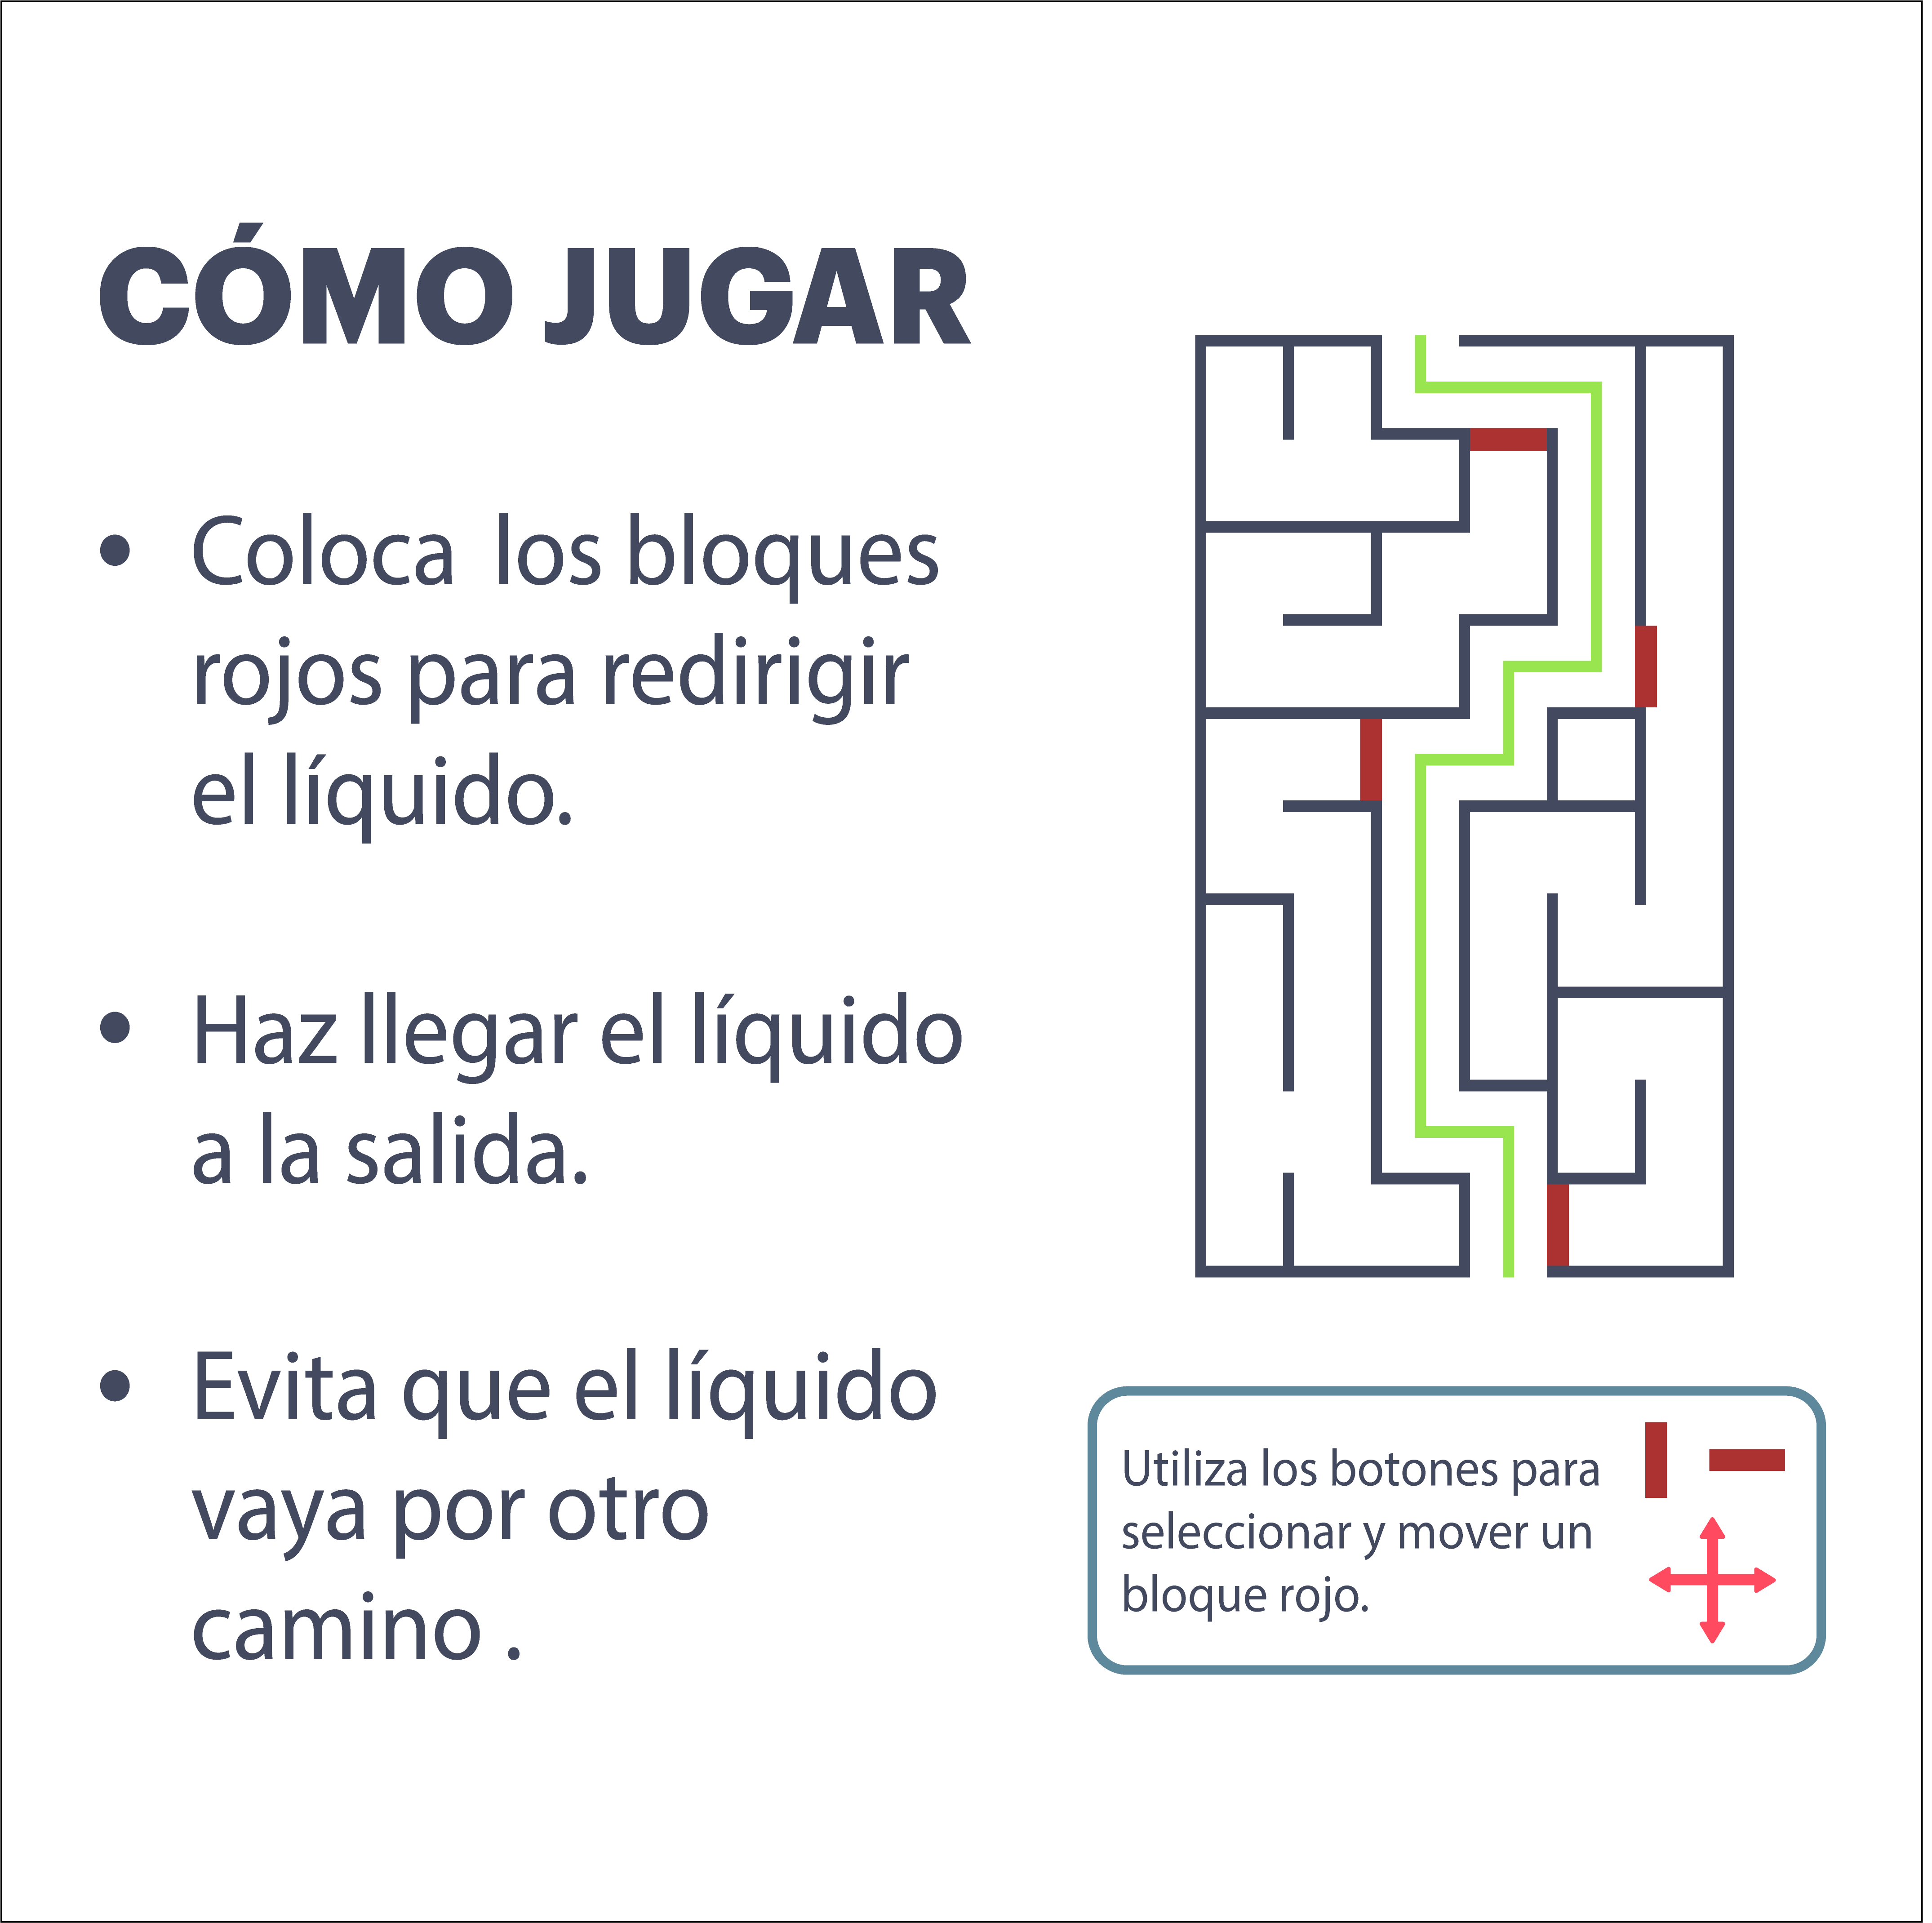 CÓMO JUGAR
• Coloca los bloques
rojos para redirigir
el líquido.
• Haz llegar el líquido
a la salida.
• Evita que el líquido
vaya por otro
camino .
Utiliza los botones para
seleccionar y mover un
bloque rojo.